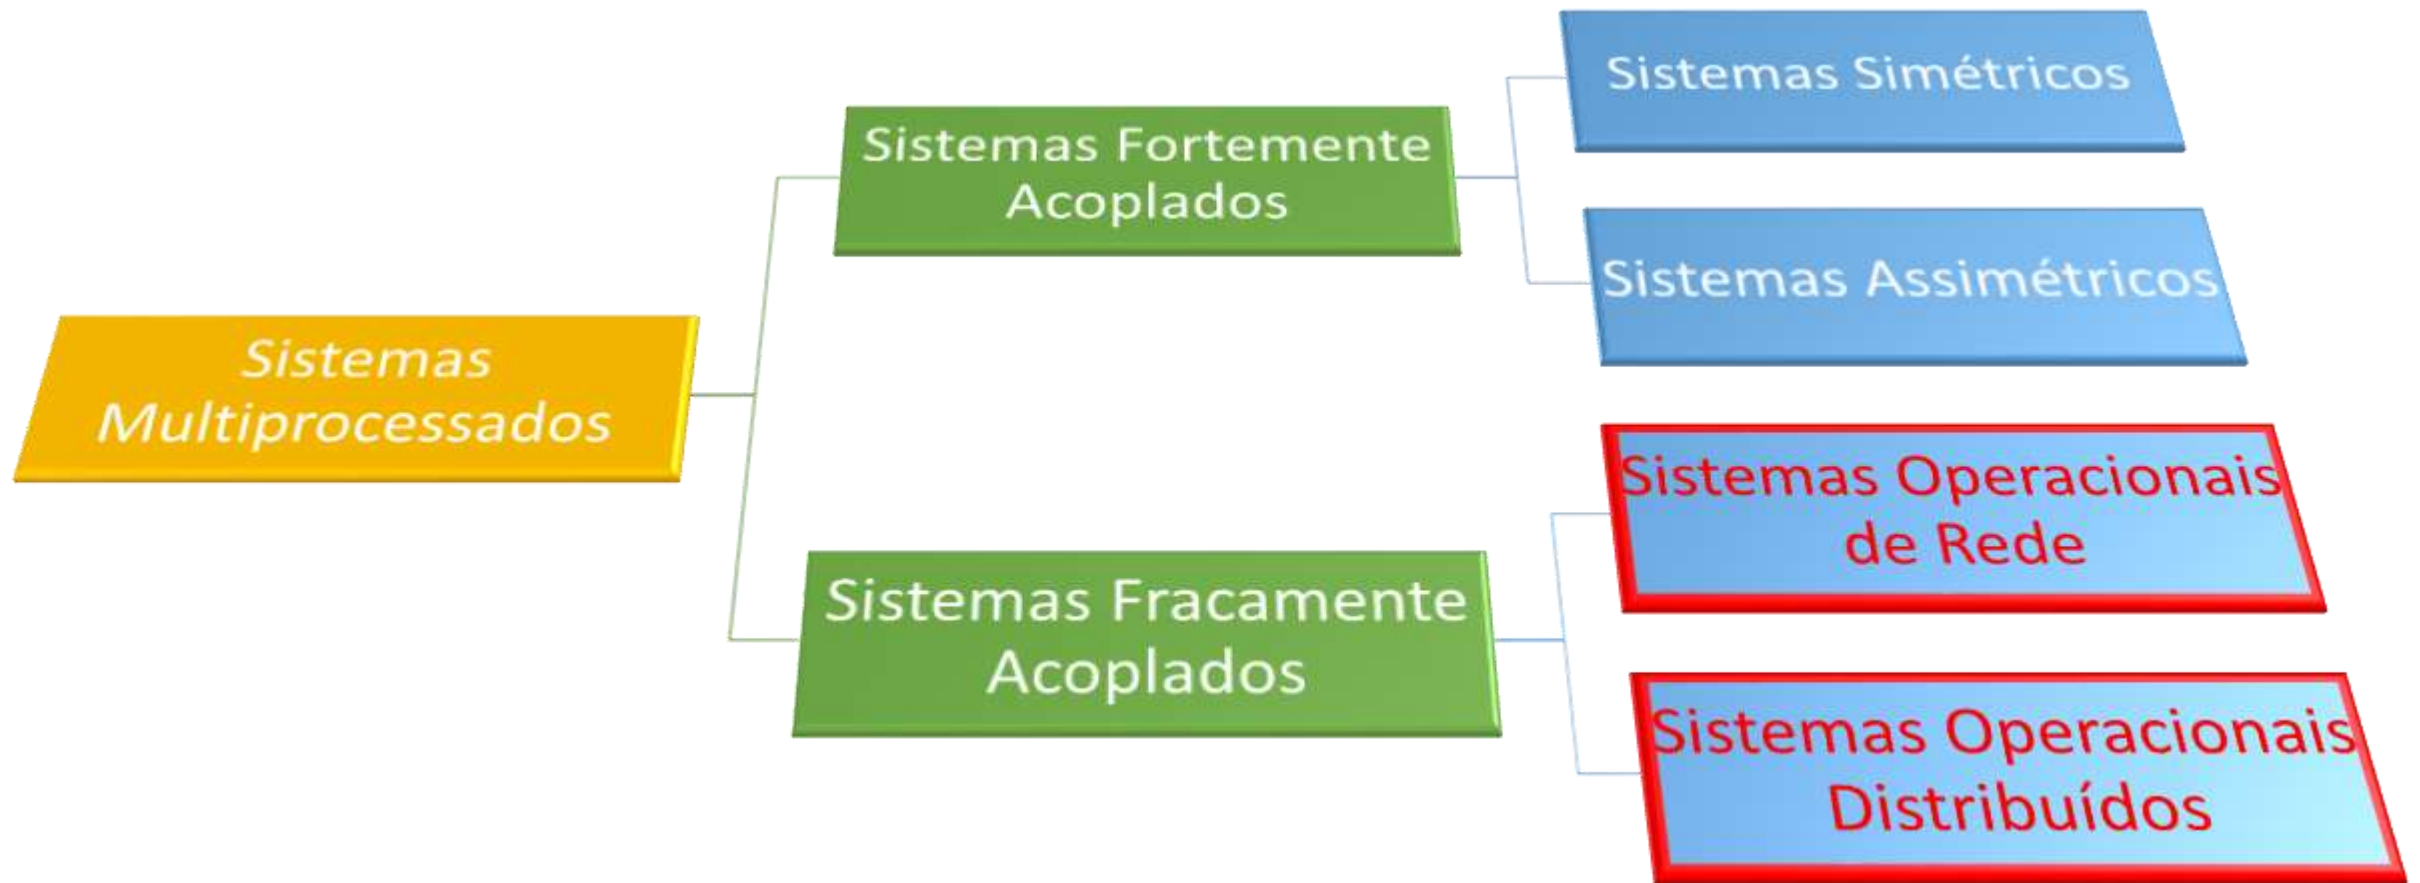 Sistemas Simétricos
Sistemas Fortemente
Acoplados
Sistemas Assimétricos
Sistemas
Multiprocessados
Sistemas Operacionais
de Rede
Sistemas Fracamente
Acoplados
Sistemas Operacionais
Distribuídos